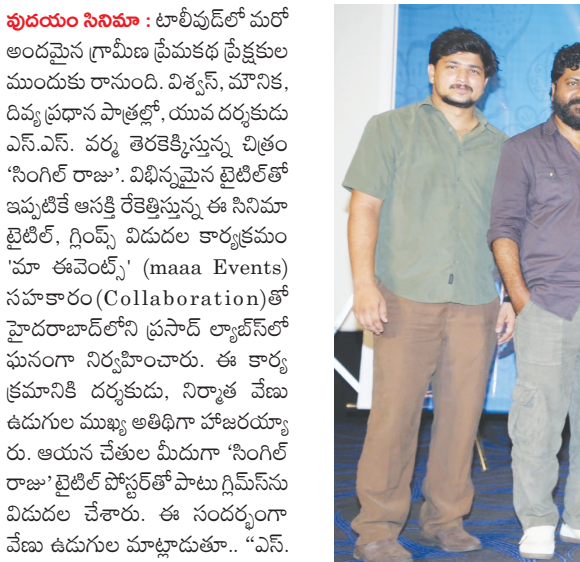 వుదయం సినిమా : టాలీవుడ్‌లో మరో
అందమైన గ్రామీణ ప్రేమకథ ప్రేక్షకుల
ముందుకు రానుంది. విశ్వస్, మౌనిక,
దివ్య ప్రధాన పాత్రల్లో, యువ దర్శకుడు
ఎస్.ఎస్. వర్మ తెరకెక్కిస్తున్న చిత్రం
‘సింగిల్ రాజు’. విభిన్నమైన టైటిల్‌తో
ఇప్పటికే ఆసక్తి రేకెత్తిస్తున్న ఈ సినిమా
టైటిల్, గ్లింప్స్ విడుదల కార్యక్రమం
'మా ఈవెంట్స్' (maaa Events)
సహకారం(Collaboration)తో
హైదరాబాద్‌లోని ప్రసాద్ ల్యాబ్స్‌లో
ఘనంగా నిర్వహించారు. ఈ కార్య
క్రమానికి దర్శకుడు, నిర్మాత వేణు
ఉడుగుల ముఖ్య అతిథిగా హాజరయ్యా
రు. ఆయన చేతుల మీదుగా ‘సింగిల్
రాజు’ టైటిల్ పోస్టర్‌తో పాటు గ్లిమ్స్‌ను
విడుదల చేశారు. ఈ సందర్భంగా
వేణు ఉడుగుల మాట్లాడుతూ.. “ఎస్.